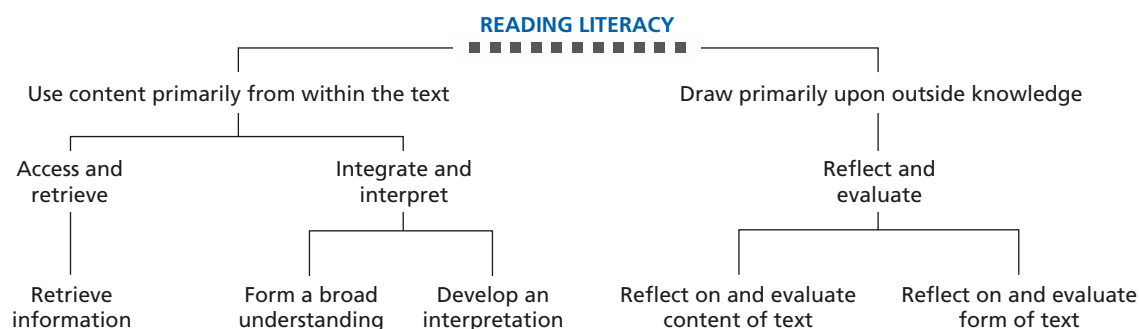 READING LITERACY
Use content primarily from within the text
Draw primarily upon outside knowledge
Access and
retrieve
Integrate and
interpret
Reflect and
evaluate
Retrieve
information
Form a broad
understanding
Develop an
interpretation
Reflect on and evaluate
content of text
Reflect on and evaluate
form of text